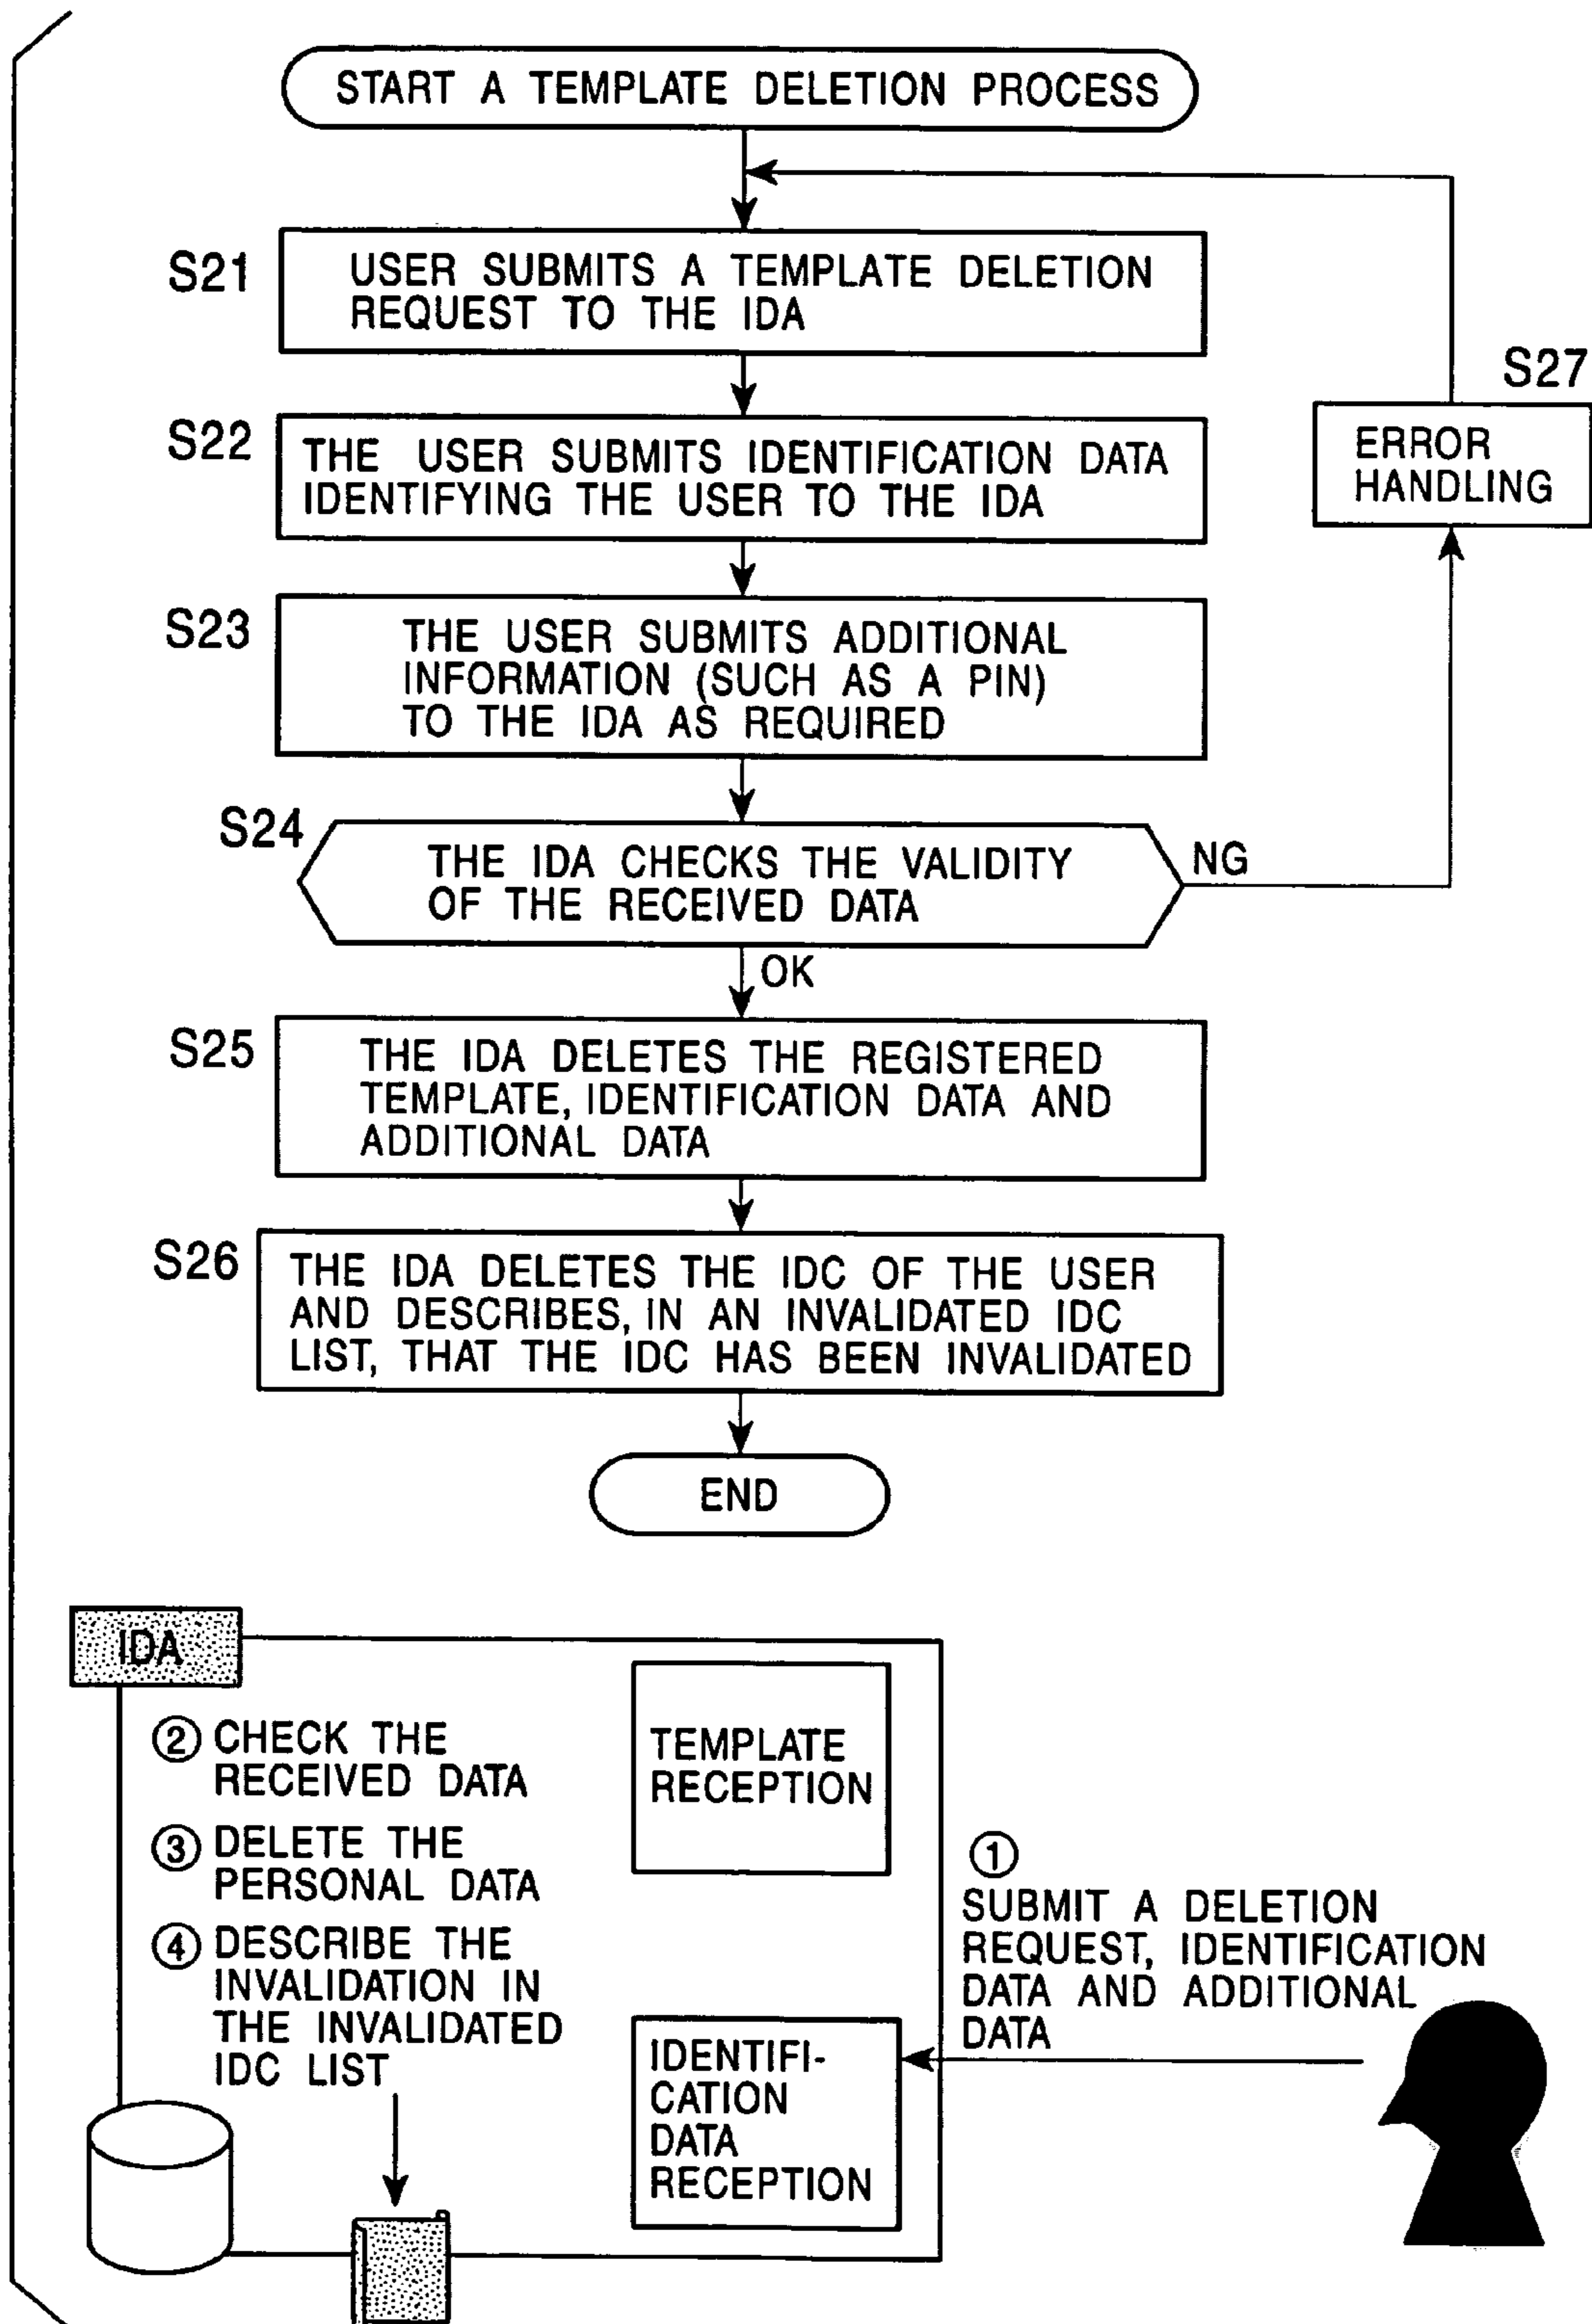 START A TEMPLATE DELETION PROCESS
S21
USER SUBMITS A TEMPLATE DELETION
REQUEST TO THE IDA
S27
ERROR
HANDLING
S22
THE USER SUBMITS IDENTIFICATION DATA
IDENTIFYING THE USER TO THE IDA
S23
THE USER SUBMITS ADDITIONAL
INFORMATION (SUCH AS A PIN)
TO THE IDA AS REQUIRED
S24
THE IDA CHECKS THE VALIDITY
OF THE RECEIVED DATA
NG
OK
S25
THE IDA DELETES THE REGISTERED
TEMPLATE, IDENTIFICATION DATA AND
ADDITIONAL DATA
S26
THE IDA DELETES THE IDC OF THE USER
AND DESCRIBES, IN AN INVALIDATED IDC
LIST, THAT THE IDC HAS BEEN INVALIDATED
END
IDA
② CHECK THE
RECEIVED DATA
③ DELETE THE
PERSONAL DATA
④ DESCRIBE THE
INVALIDATION IN
THE INVALIDATED
IDC LIST
TEMPLATE
RECEPTION
①
SUBMIT A DELETION
REQUEST, IDENTIFICATION
DATA AND ADDITIONAL
DATA
IDENTIFI-
CATION
DATA
RECEPTION